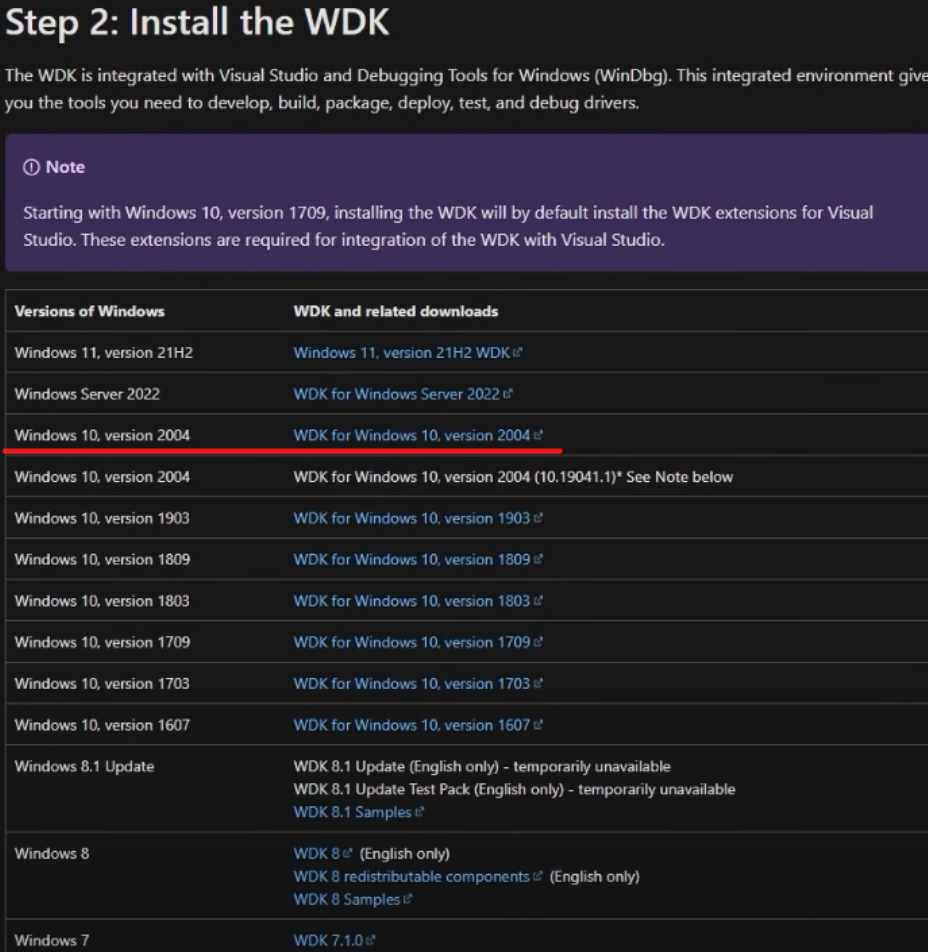 Step 2: Install the WDK
The WDK is integrated with Visual Studio and Debugging Tools for Windows (WinDbg). This integrated environment give
you the tools you need to develop, build, package, deploy, test, and debug drivers.
Note
Starting with Windows 10, version 1709, installing the WDK will by default install the WDK extensions for Visual
Studio. These extensions are required for integration of the WDK with Visual Studio.
Versions of Windows WDK and related downloads
Windows 11, version 21H2 Windows 11, version 21H2 WDK
Windows Server 2022 WDK for Windows Server 2022
Windows 10, version 2004 WDK for Windows 10, version 2004
Windows 10, version 2004 WDK for Windows 10, version 2004 (10.19041.1)* See Note below
Windows 10, version 1903 WDK for Windows 10, version 1903
Windows 10, version 1809 WDK for Windows 10, version 1809
Windows 10, version 1803 WDK for Windows 10, version 1803
Windows 10, version 1709 WDK for Windows 10, version 1709
Windows 10, version 1703 WDK for Windows 10, version 1703
Windows 10, version 1607 WDK for Windows 10, version 1607
Windows 8.1 Update WDK 8.1 Update (English only) - temporarily unavailable
WDK 8.1 Update Test Pack (English only) - temporarily unavailable
WDK 8.1 Samples
Windows 8 WDK 8 (English only)
WDK 8 redistributable components (English only)
WDK 8 Samples
Windows 7 WDK 7.1.0